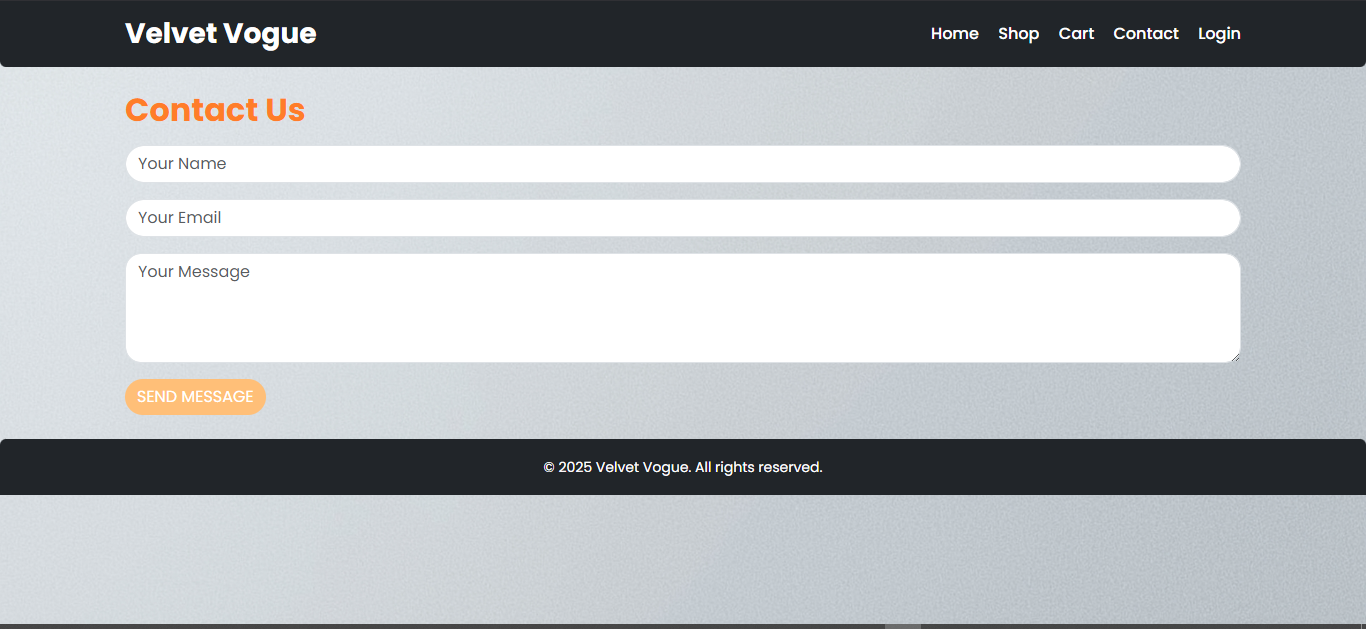 Velvet Vogue
Home Shop Cart Contact Login
Contact Us
Your Name
Your Email
Your Message
SEND MESSAGE
© 2025 Velvet Vogue. All rights reserved.